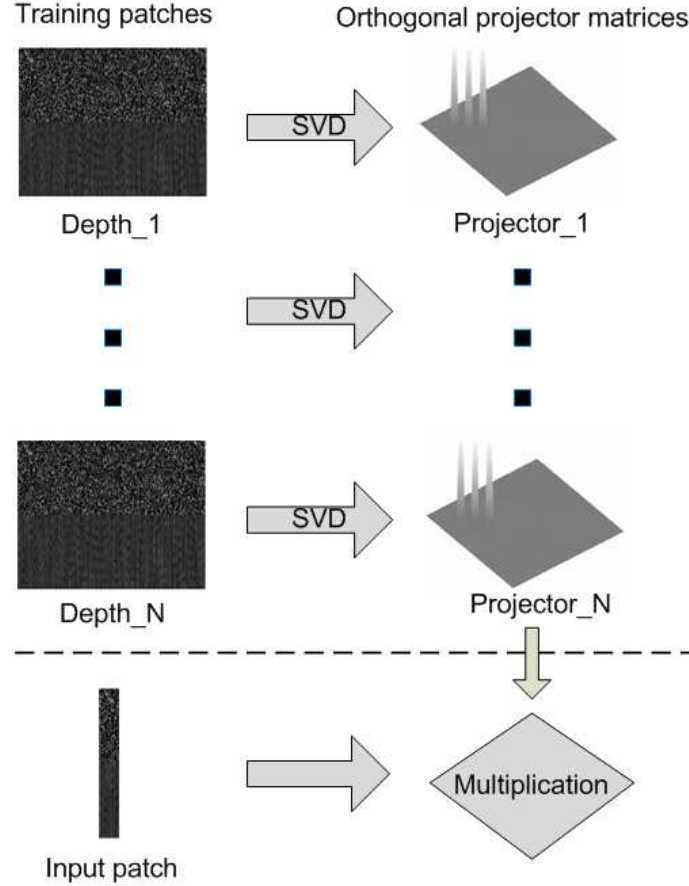 Training patches
Orthogonal projector matrices
SVD
Depth_1
Projector_1
SVD
SVD
Depth_N
Projector_N
Multiplication
Input patch